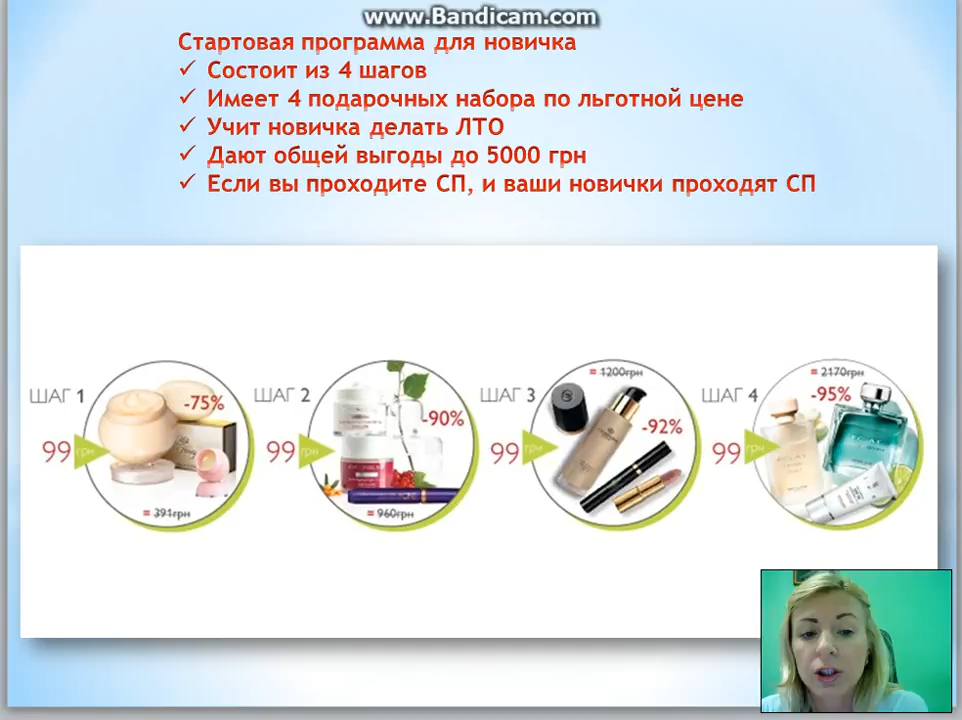 www.Bandicam.com
Стартовая программа для новичка
✓ Состоит из 4 шагов
✓ Имеет 4 подарочных набора по льготной цене
✓ Учит новичка делать ЛТО
✓ Дают общей выгоды до 5000 грн
✓ Если вы проходите СП, и ваши новички проходят СП
ШАГ 1
-75%
99 грн
= 391грн
ШАГ 2
-90%
99 грн
= 960грн
ШАГ 3
= 1200грн
-92%
99 грн
ШАГ 4
= 2170грн
-95%
99 грн